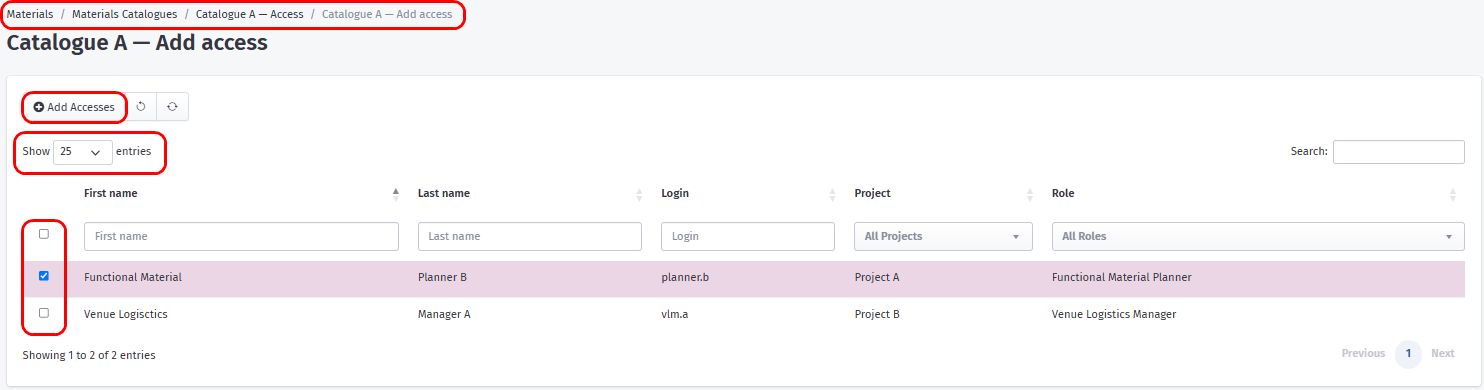 Materials / Materials Catalogues / Catalogue A — Access / Catalogue A — Add access
Catalogue A — Add access
Add Accesses
Show 25 entries Search:
First name Last name Login Project Role
First name Last name Login All Projects All Roles
Functional Material Planner B planner.b Project A Functional Material Planner
Venue Logisctics Manager A vlm.a Project B Venue Logistics Manager
Showing 1 to 2 of 2 entries Previous 1 Next